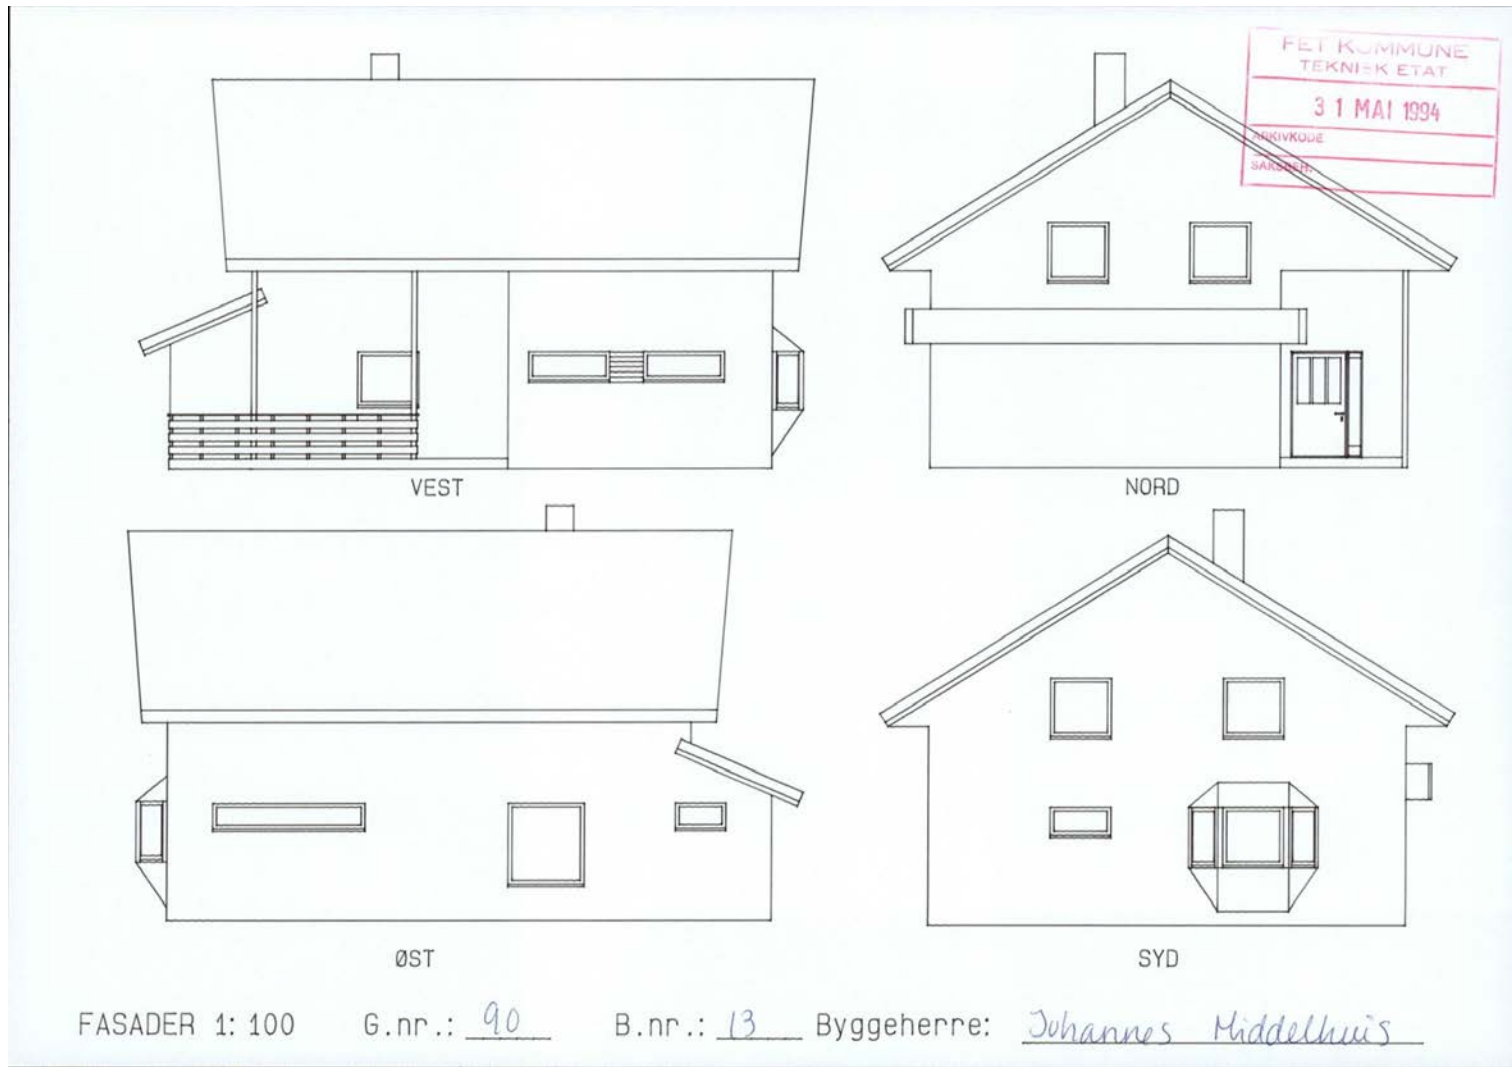 FET KOMMUNE
TEKNISK ETAT
31 MAI 1994
ARKIVKODE
SAKSBEH.
VEST
NORD
ØST
SYD
FASADER 1:100 G.nr.: 90 B.nr.: 13 Byggeherre: Johannes Middelhuis